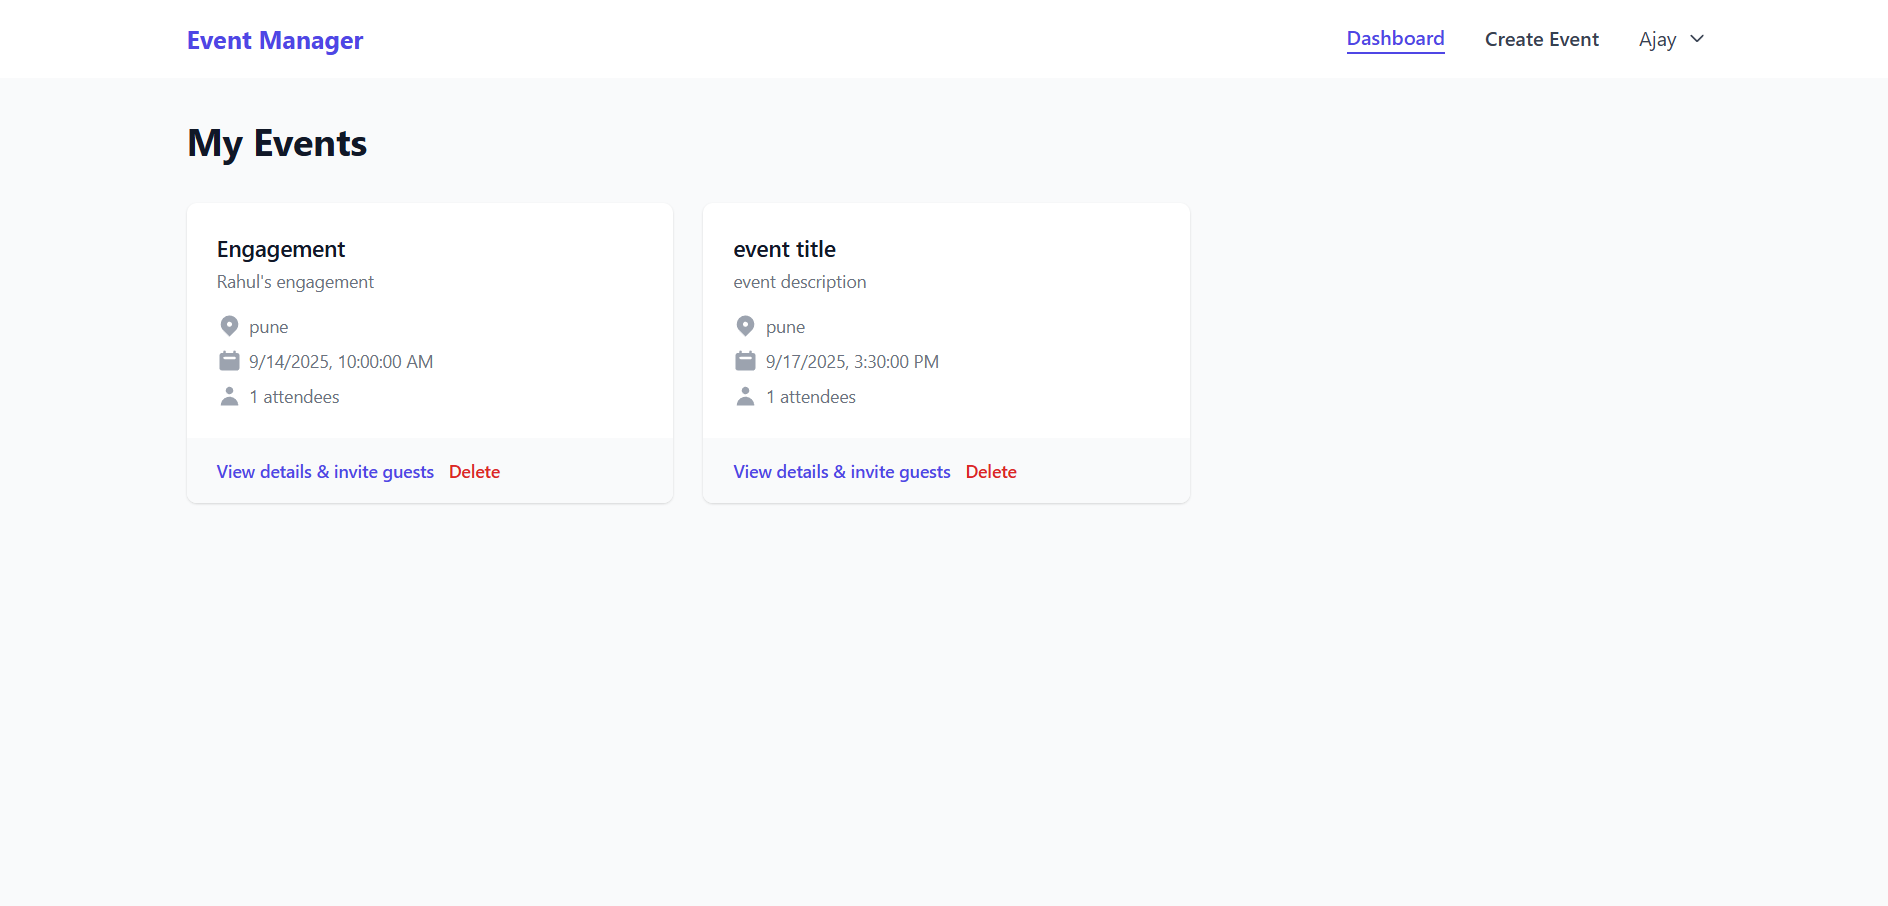 Event Manager
Dashboard
Create Event
Ajay
My Events
Engagement
Rahul's engagement
pune
9/14/2025, 10:00:00 AM
1 attendees
View details & invite guests
Delete
event title
event description
pune
9/17/2025, 3:30:00 PM
1 attendees
View details & invite guests
Delete